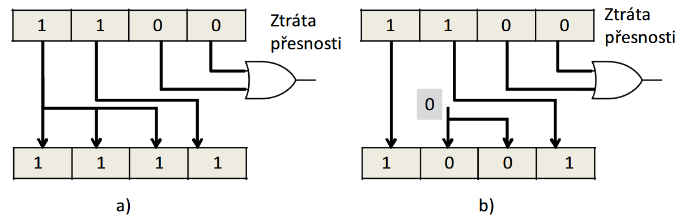 1 1 0 0
Ztráta
přesnosti
1 1 1 1
a)
1 1 0 0
Ztráta
přesnosti
0
1 0 0 1
b)